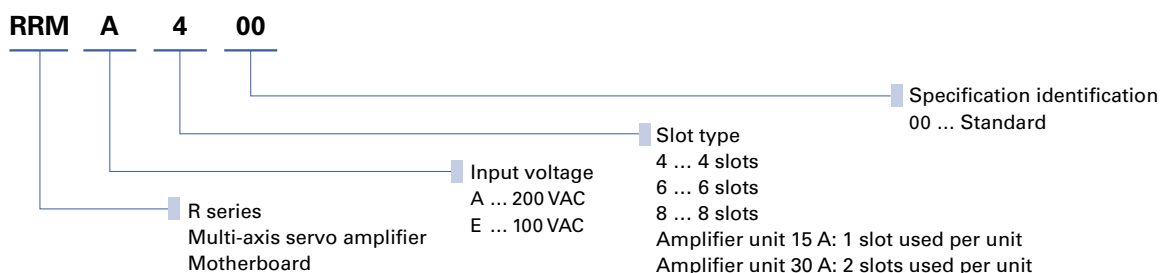 RRM A 4 00
Specification identification
00 ... Standard
Slot type
4 ... 4 slots
6 ... 6 slots
8 ... 8 slots
Amplifier unit 15 A: 1 slot used per unit
Amplifier unit 30 A: 2 slots used per unit
Input voltage
A ... 200 VAC
E ... 100 VAC
R series
Multi-axis servo amplifier
Motherboard